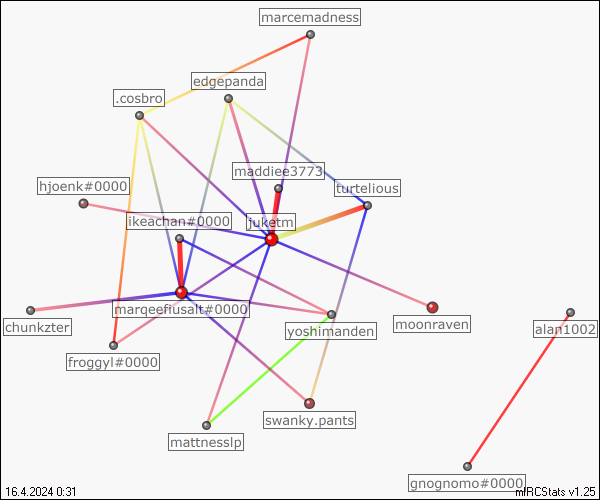 marcemadness
edgepanda
.cosbro
maddiee3773
hjoenk#0000
turtelious
ikeachan#0000
juketm
marqeefiusalt#0000
moonraven
chunkzter
yoshimanden
alan1002
froggyl#0000
swanky.pants
mattnesslp
gnognomo#0000
16.4.2024 0:31
mIRCStats v1.25